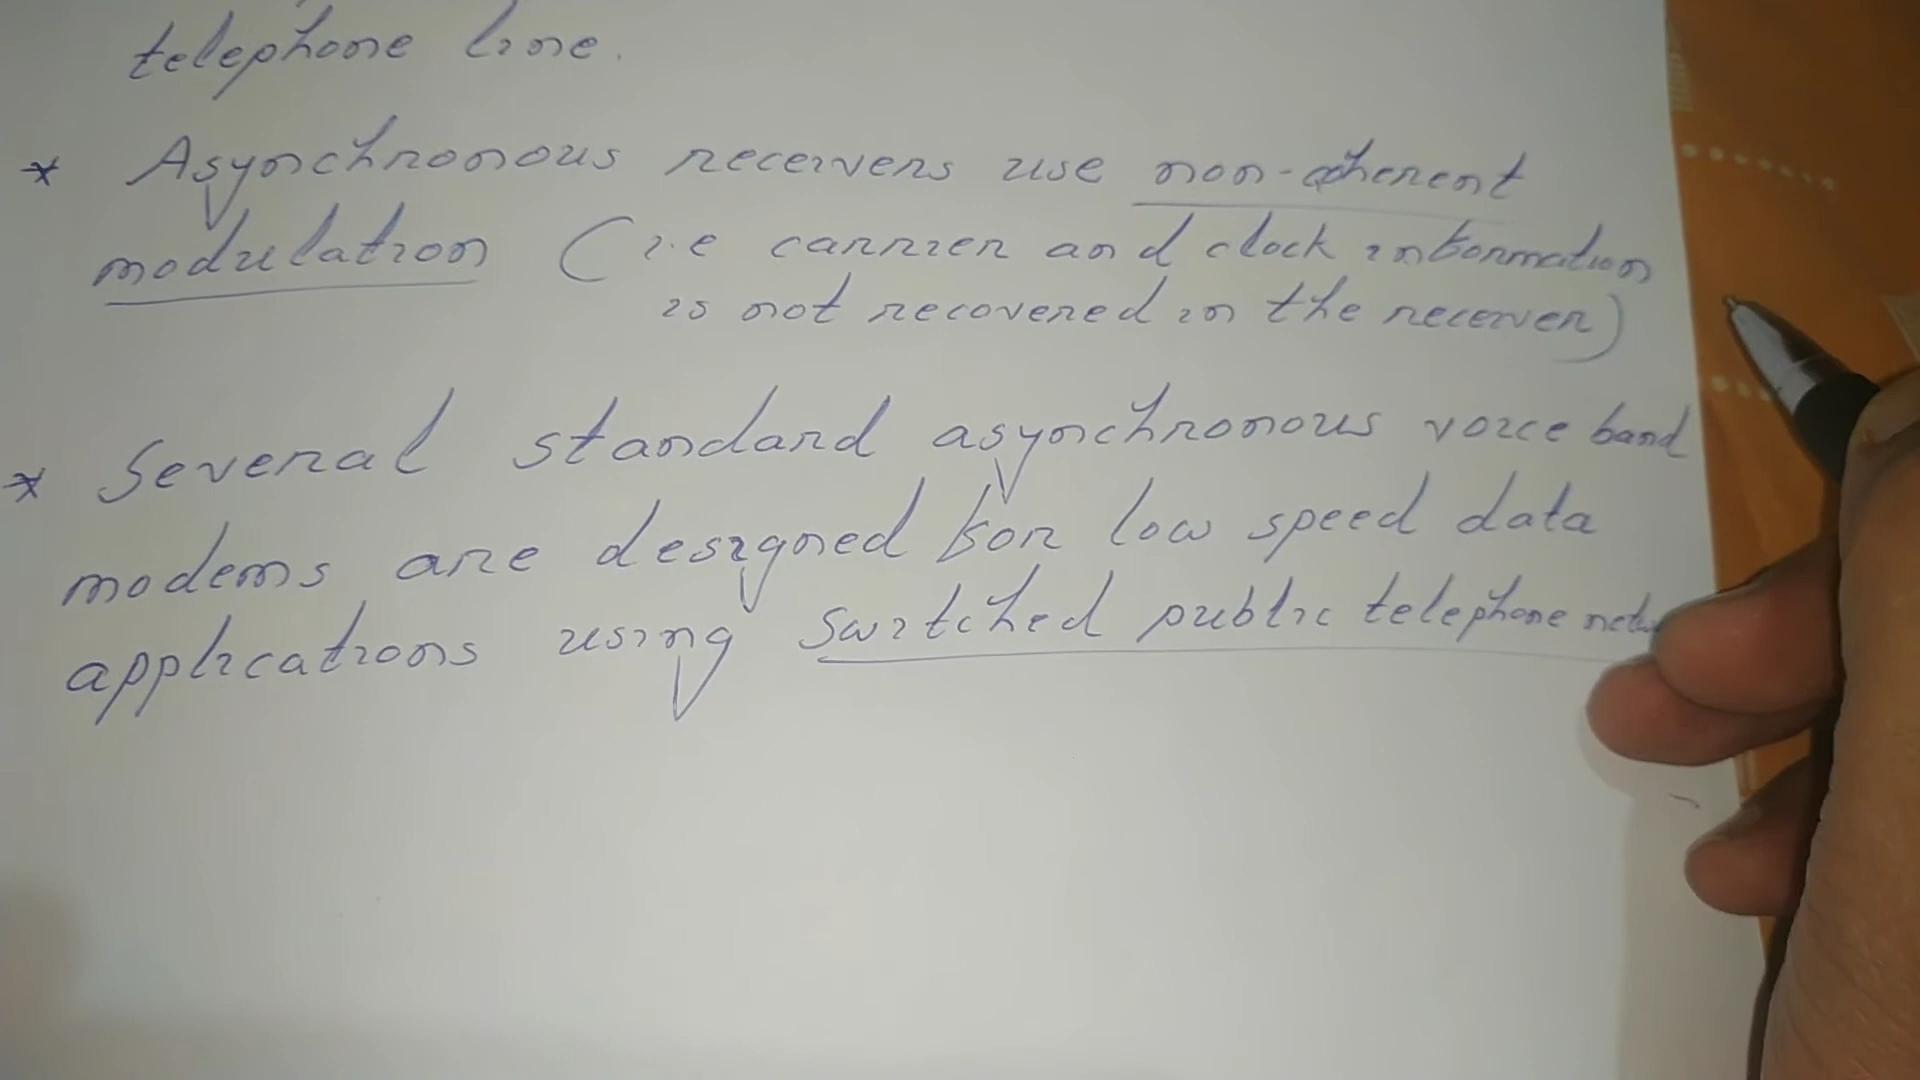 telephone line.
* Asynchronous receivers use non-coherent
modulation (i.e carrier and clock information
is not recovered in the receiver)
* Several standard asynchronous voice band
modems are designed for low speed data
applications using switched public telephone